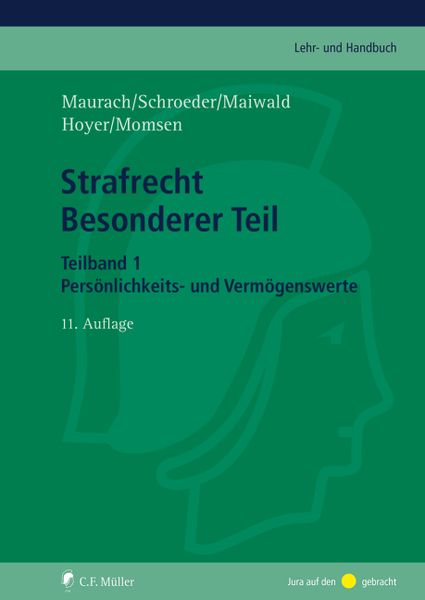 Lehr- und Handbuch
Maurach/Schroeder/Maiwald
Hoyer/Momsen
Strafrecht
Besonderer Teil
Teilband 1
Persönlichkeits- und Vermögenswerte
11. Auflage
C.F. Müller
Jura auf den gebracht